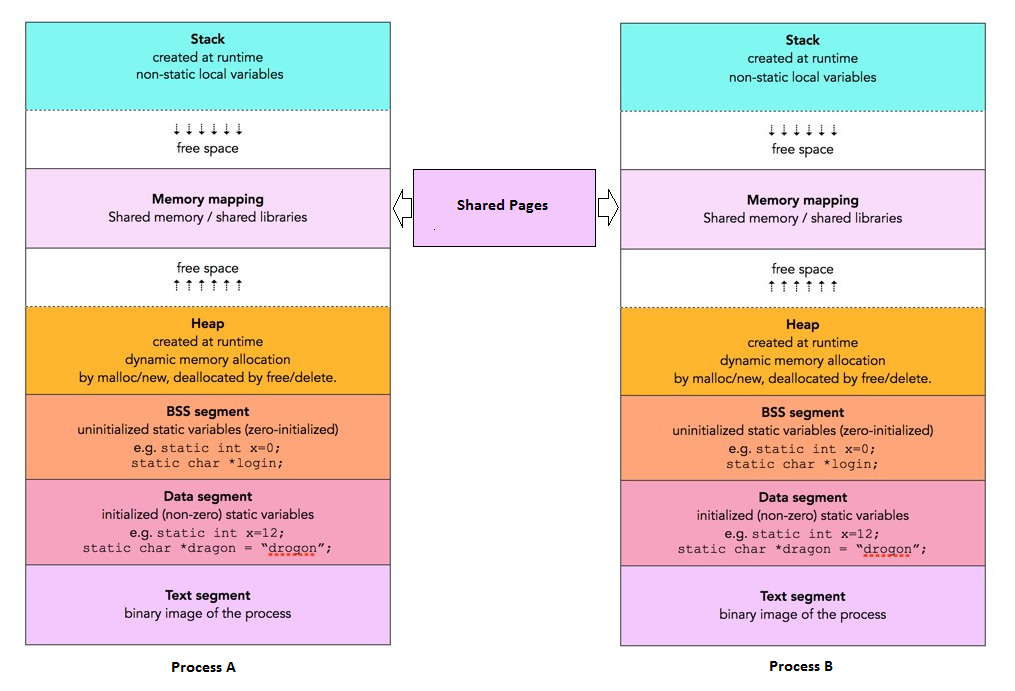 Stack
created at runtime
non-static local variables
free space
Memory mapping
Shared memory / shared libraries
free space
Heap
created at runtime
dynamic memory allocation
by malloc/new, deallocated by free/delete.
BSS segment
uninitialized static variables (zero-initialized)
e.g. static int x=0;
static char *login;
Data segment
initialized (non-zero) static variables
e.g. static int x=12;
static char *dragon = “drogon”;
Text segment
binary image of the process
Process A
Shared Pages
Stack
created at runtime
non-static local variables
free space
Memory mapping
Shared memory / shared libraries
free space
Heap
created at runtime
dynamic memory allocation
by malloc/new, deallocated by free/delete.
BSS segment
uninitialized static variables (zero-initialized)
e.g. static int x=0;
static char *login;
Data segment
initialized (non-zero) static variables
e.g. static int x=12;
static char *dragon = “drogon”;
Text segment
binary image of the process
Process B